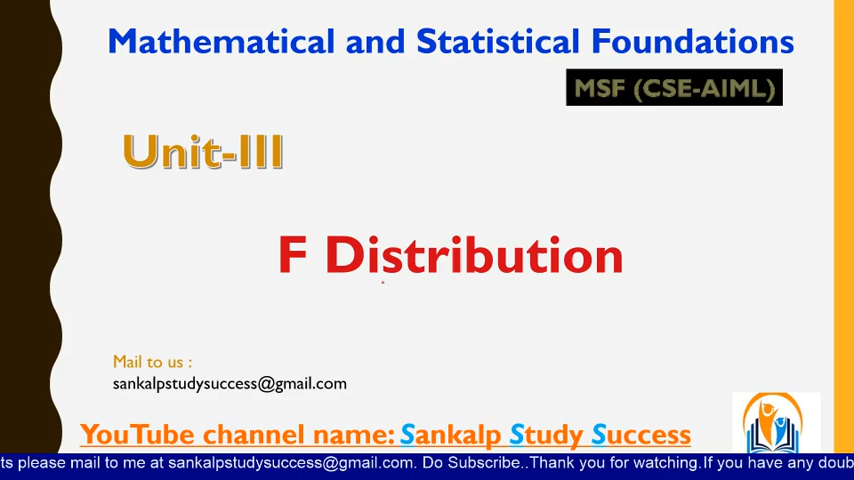 Mathematical and Statistical Foundations
MSF (CSE-AIML)
Unit-III
F Distribution
Mail to us :
sankalpstudysuccess@gmail.com
YouTube channel name: Sankalp Study Success
ts please mail to me at sankalpstudysuccess@gmail.com. Do Subscribe..Thank you for watching.If you have any doub